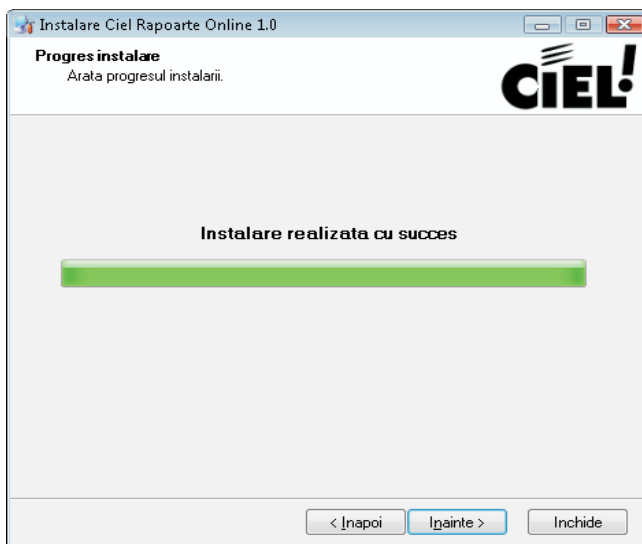 Instalare Ciel Rapoarte Online 1.0
Progres instalare
Arata progresul instalarii.
CIEL!
Instalare realizata cu succes
< Inapoi
Inainte >
Inchide